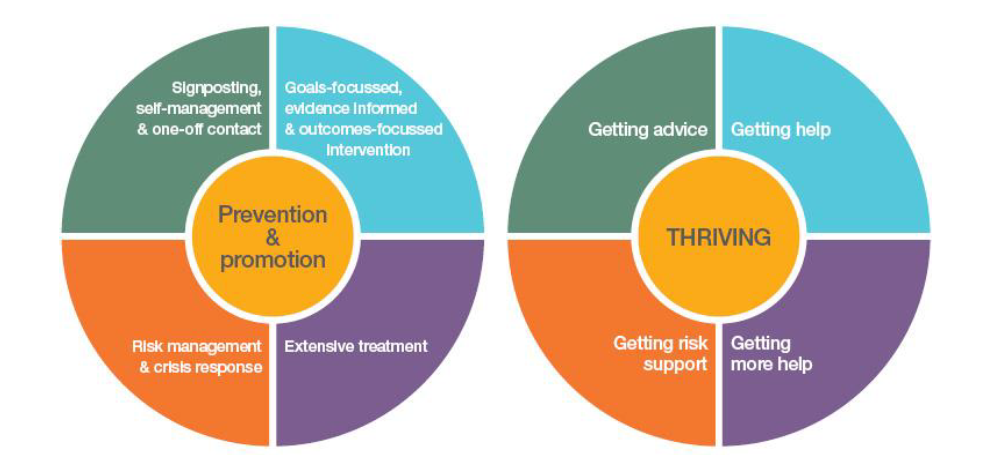 Signposting,
self-management
& one-off contact
Goals-focussed,
evidence informed
& outcomes-focussed
intervention
Prevention
&
promotion
Risk management
& crisis response
Extensive treatment
Getting advice
Getting help
THRIVING
Getting risk
support
Getting
more help